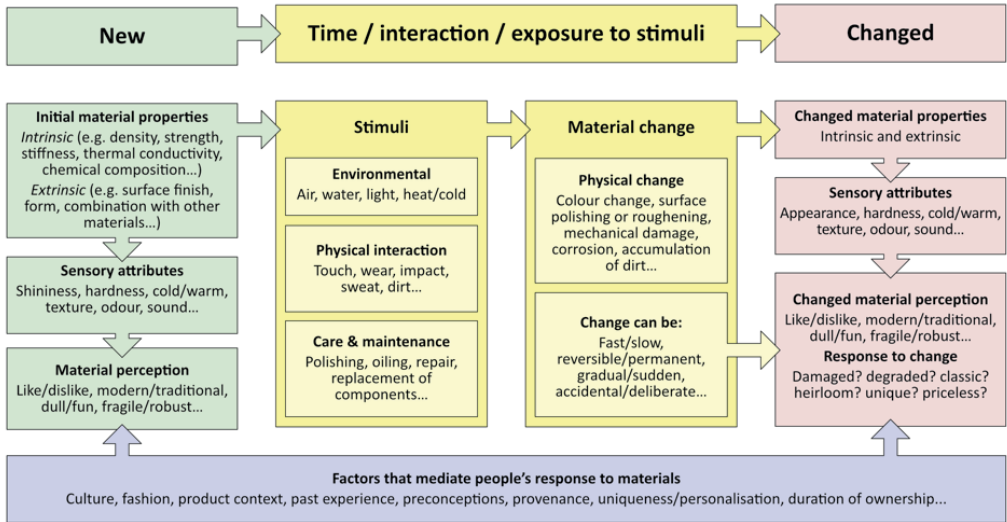 New
Time / interaction / exposure to stimuli
Changed
Initial material properties
Intrinsic (e.g. density, strength,
stiffness, thermal conductivity,
chemical composition...)
Extrinsic (e.g. surface finish,
form, combination with other
materials...)
Sensory attributes
Shininess, hardness, cold/warm,
texture, odour, sound...
Material perception
Like/dislike, modern/traditional,
dull/fun, fragile/robust...
Stimuli
Environmental
Air, water, light, heat/cold
Physical interaction
Touch, wear, impact,
sweat, dirt...
Care & maintenance
Polishing, oiling, repair,
replacement of
components...
Material change
Physical change
Colour change, surface
polishing or roughening,
mechanical damage,
corrosion, accumulation
of dirt...
Change can be:
Fast/slow,
reversible/permanent,
gradual/sudden,
accidental/deliberate...
Changed material properties
Intrinsic and extrinsic
Sensory attributes
Appearance, hardness, cold/warm,
texture, odour, sound...
Changed material perception
Like/dislike, modern/traditional,
dull/fun, fragile/robust...
Response to change
Damaged? degraded? classic?
heirloom? unique? priceless?
Factors that mediate people's response to materials
Culture, fashion, product context, past experience, preconceptions, provenance, uniqueness/personalisation, duration of ownership...